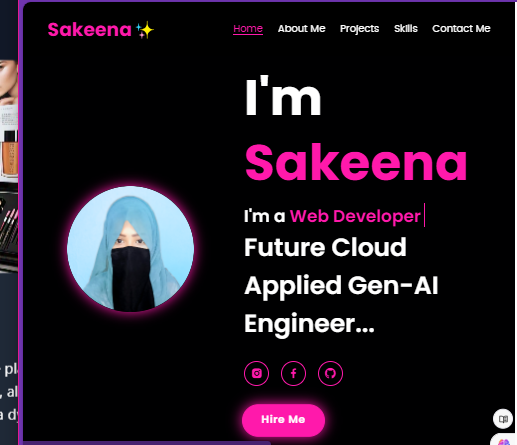 Sakeena✨
Home About Me Projects Skills Contact Me
I'm
Sakeena
I'm a Web Developer
Future Cloud
Applied Gen-AI
Engineer...
Hire Me